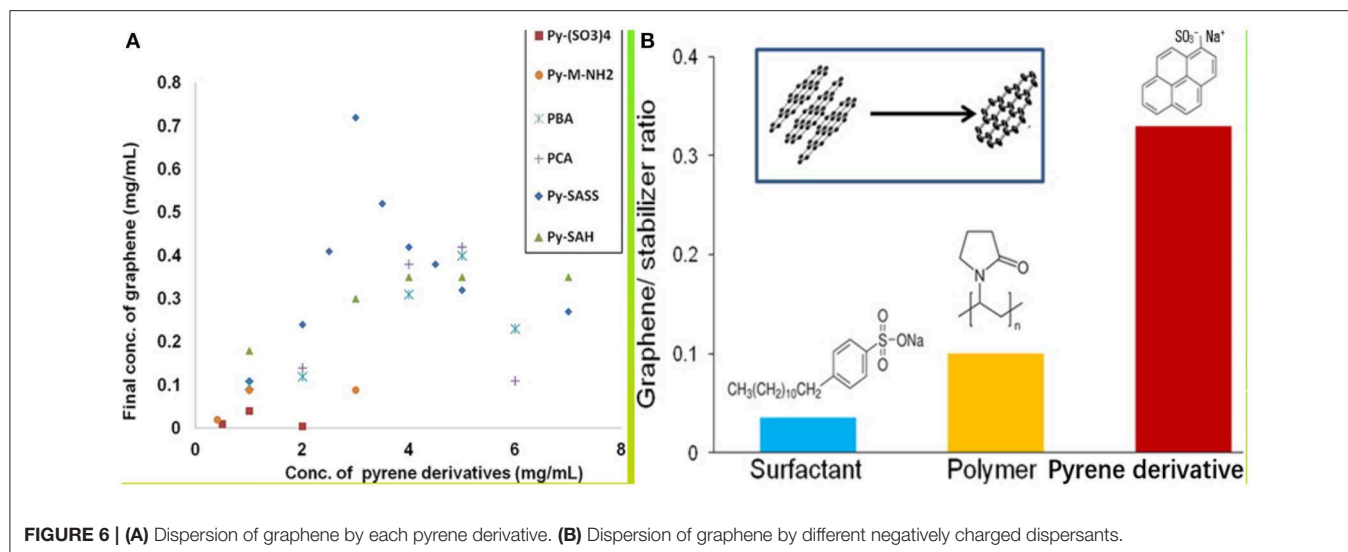 A
Py-(SO3)4
Py-M-NH2
PBA
PCA
Py-SASS
Py-SAH
Final conc. of graphene (mg/mL)
0.8
0.7
0.6
0.5
0.4
0.3
0.2
0.1
0
0
2
4
6
8
Conc. of pyrene derivatives (mg/mL)
B
Graphene/ stabilizer ratio
0.4
0.3
0.2
0.1
0
SO₃⁻ Na⁺
N
O
n
O
S
ONa
O
CH₃(CH₂)₁₀CH₂
Surfactant
Polymer
Pyrene derivative
FIGURE 6 | (A) Dispersion of graphene by each pyrene derivative. (B) Dispersion of graphene by different negatively charged dispersants.